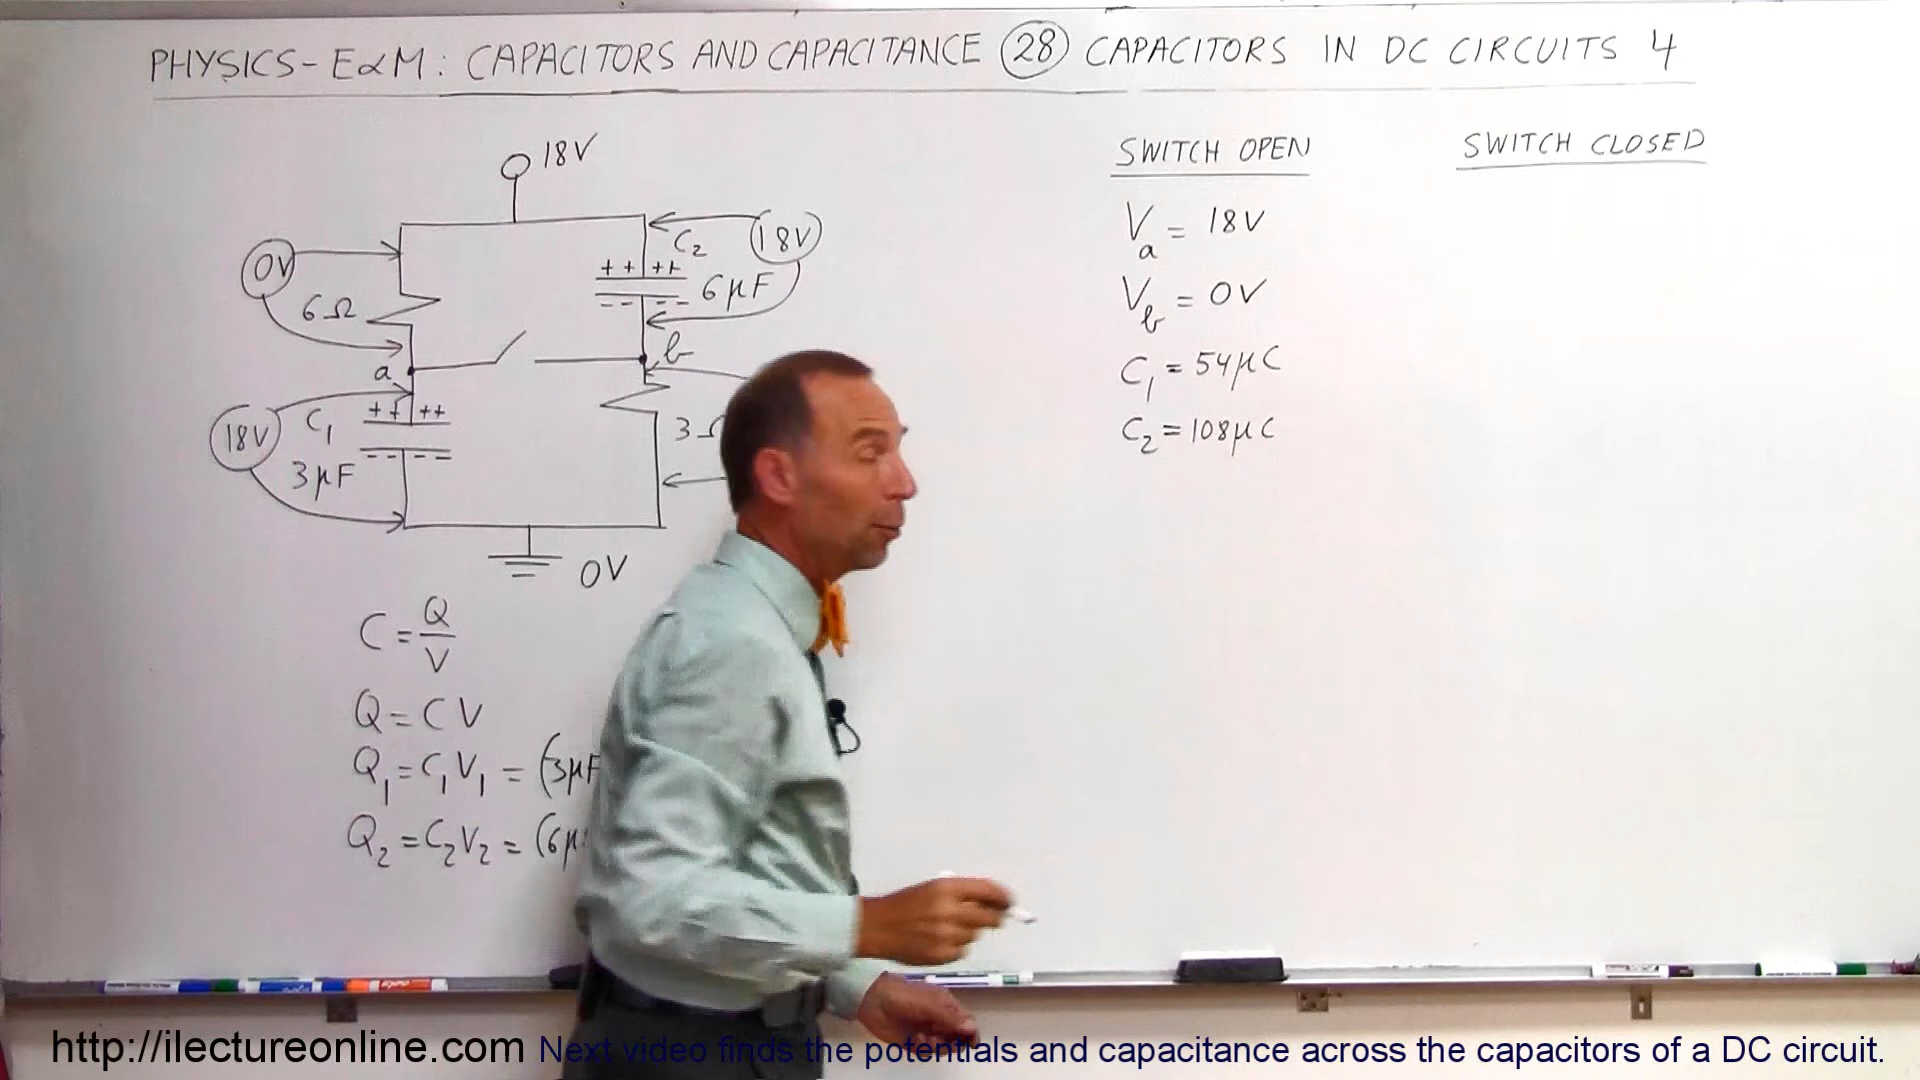 PHYSICS - E&M: CAPACITORS AND CAPACITANCE 28 CAPACITORS IN DC CIRCUITS 4
SWITCH OPEN
SWITCH CLOSED
18V
0V
6Ω
C2
18V
6μF
++ ++
-- --
a
b
18V
C1
3μF
++ ++
-- --
3Ω
0V
Va = 18V
Vb = 0V
C1 = 54μC
C2 = 108μC
C = Q/V
Q = CV
Q1 = C1V1 = (3μF
Q2 = C2V2 = (6μ
http://ilectureonline.com Next video finds the potentials and capacitance across the capacitors of a DC circuit.